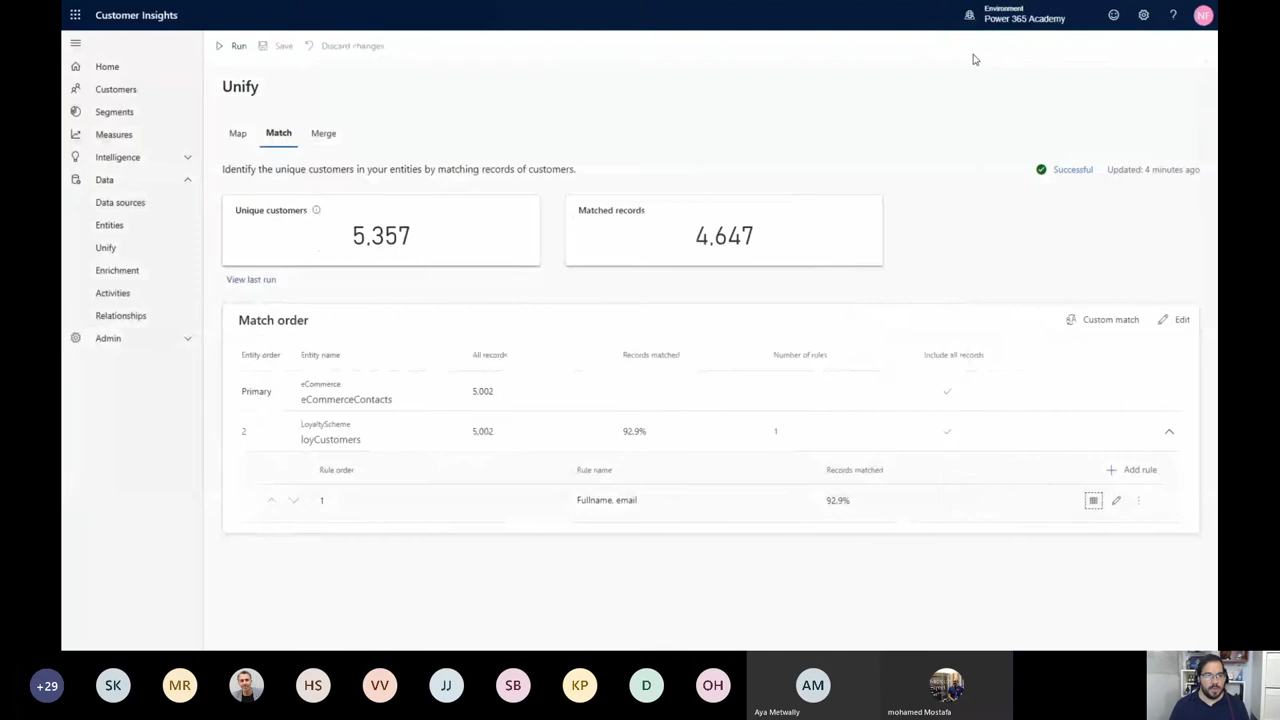 Customer Insights
Environment
Power 365 Academy
?
NF
Run
Save
Discard changes
Home
Customers
Segments
Measures
Intelligence
Data
Data sources
Entities
Unify
Enrichment
Activities
Relationships
Admin
Unify
Map
Match
Merge
Identify the unique customers in your entities by matching records of customers.
Successful
Updated: 4 minutes ago
Unique customers
5,357
Matched records
4,647
View last run
Match order
Custom match
Edit
Entity order
Entity name
All records
Records matched
Number of rules
Include all records
Primary
eCommerce
eCommerceContacts
5,002
2
LoyaltyScheme
loyCustomers
5,002
92.9%
1
Rule order
Rule name
Records matched
Add rule
1
Fullname, email
92.9%
+29
SK
MR
HS
VV
JJ
SB
KP
D
OH
AM
Aya Metwally
mohamed Mostafa